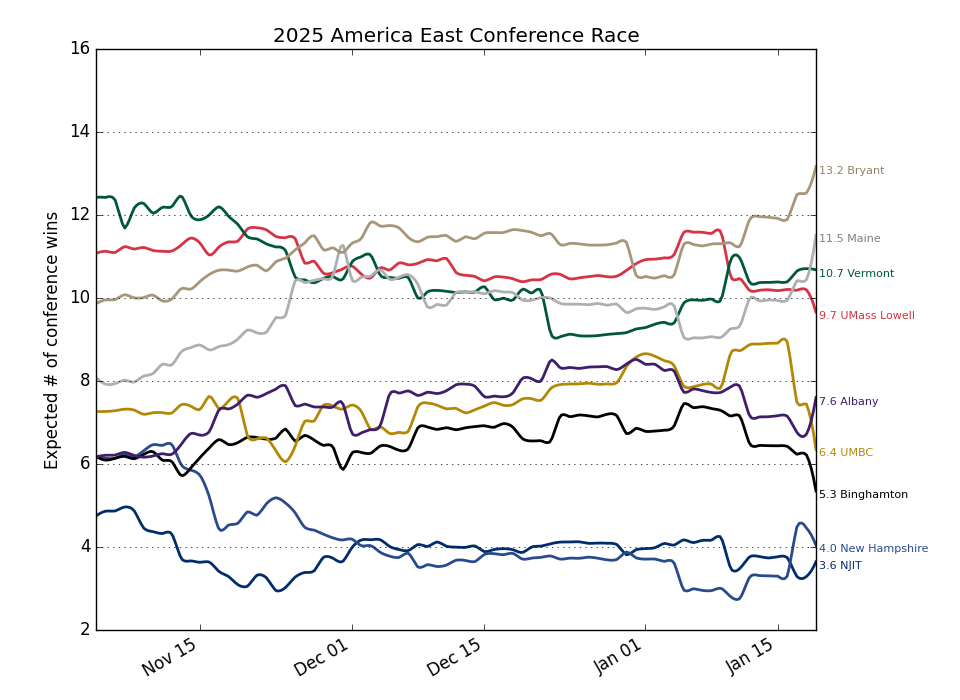 2025 America East Conference Race
Expected # of conference wins
16
14
12
10
8
6
4
2
13.2 Bryant
11.5 Maine
10.7 Vermont
9.7 UMass Lowell
7.6 Albany
6.4 UMBC
5.3 Binghamton
4.0 New Hampshire
3.6 NJIT
Nov 15
Dec 01
Dec 15
Jan 01
Jan 15